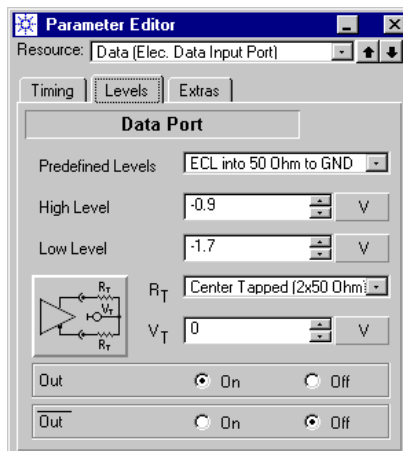 Parameter Editor
Resource: Data (Elec. Data Input Port)
Timing Levels Extras
Data Port
Predefined Levels ECL into 50 Ohm to GND
High Level -0.9 V
Low Level -1.7 V
RT VT RT
RT Center Tapped (2x50 Ohm)
VT 0 V
Out On Off
Out On Off